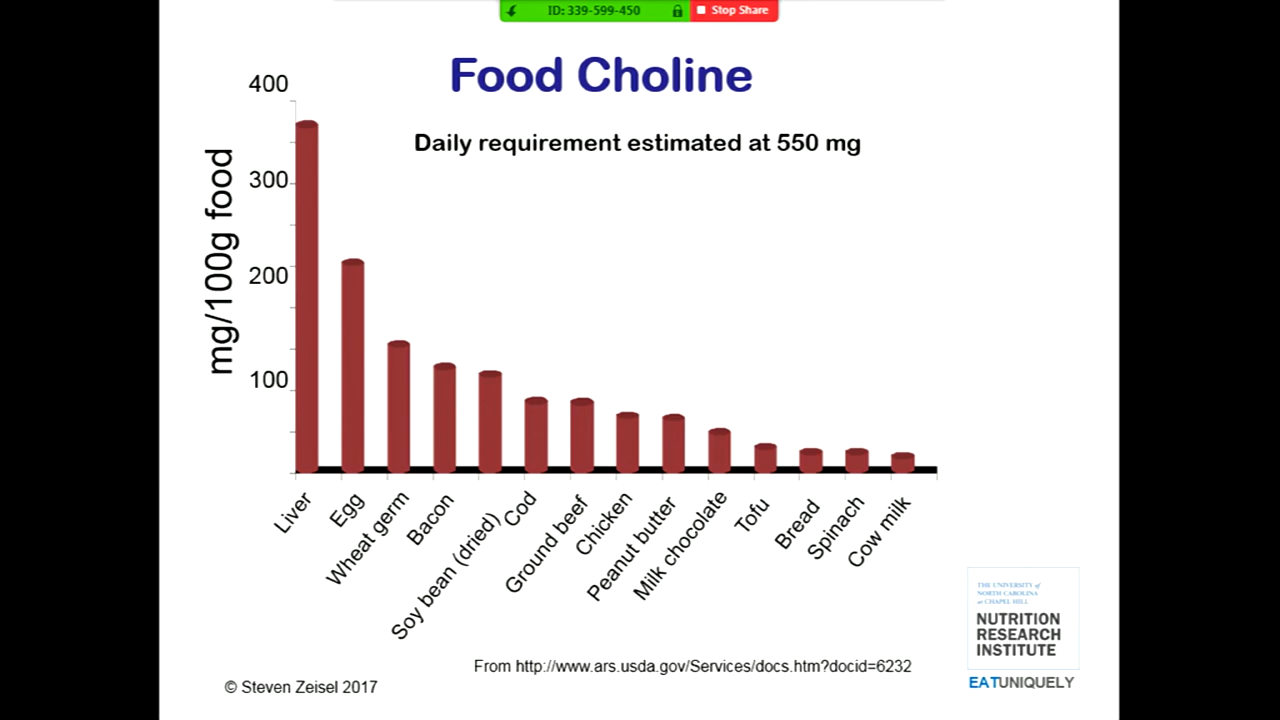 ID: 339-599-450
Stop Share
Food Choline
Daily requirement estimated at 550 mg
mg/100g food
400
300
200
100
Liver
Egg
Wheat germ
Bacon
Soy bean (dried)
Cod
Ground beef
Chicken
Peanut butter
Milk chocolate
Tofu
Bread
Spinach
Cow milk
THE UNIVERSITY of
NORTH CAROLINA
at CHAPEL HILL
NUTRITION
RESEARCH
INSTITUTE
EATUNIQUELY
From http://www.ars.usda.gov/Services/docs.htm?docid=6232
© Steven Zeisel 2017